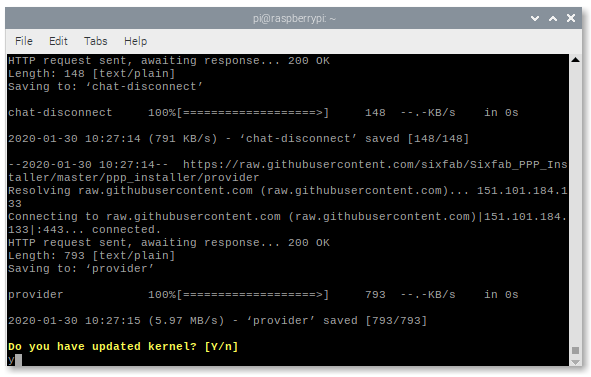 pi@raspberrypi: ~
File Edit Tabs Help
HTTP request sent, awaiting response... 200 OK
Length: 148 [text/plain]
Saving to: ‘chat-disconnect’
chat-disconnect     100%[===================>]     148  --.-KB/s    in 0s
2020-01-30 10:27:14 (791 KB/s) - ‘chat-disconnect’ saved [148/148]
--2020-01-30 10:27:14--  https://raw.githubusercontent.com/sixfab/Sixfab_PPP_Ins
taller/master/ppp_installer/provider
Resolving raw.githubusercontent.com (raw.githubusercontent.com)... 151.101.184.1
33
Connecting to raw.githubusercontent.com (raw.githubusercontent.com)|151.101.184.
133|:443... connected.
HTTP request sent, awaiting response... 200 OK
Length: 793 [text/plain]
Saving to: ‘provider’
provider            100%[===================>]     793  --.-KB/s    in 0s
2020-01-30 10:27:15 (5.97 MB/s) - ‘provider’ saved [793/793]
Do you have updated kernel? [Y/n]
y